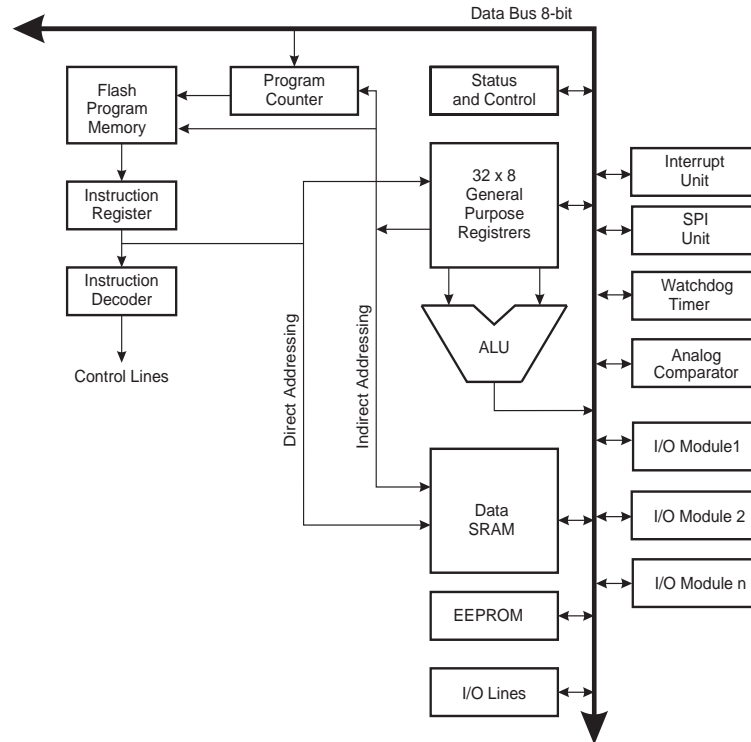 Data Bus 8-bit
Flash
Program
Memory
Program
Counter
Status
and Control
Instruction
Register
32 x 8
General
Purpose
Registrers
Interrupt
Unit
SPI
Unit
Instruction
Decoder
Watchdog
Timer
Control Lines
Direct Addressing
Indirect Addressing
ALU
Analog
Comparator
I/O Module1
Data
SRAM
I/O Module 2
I/O Module n
EEPROM
I/O Lines